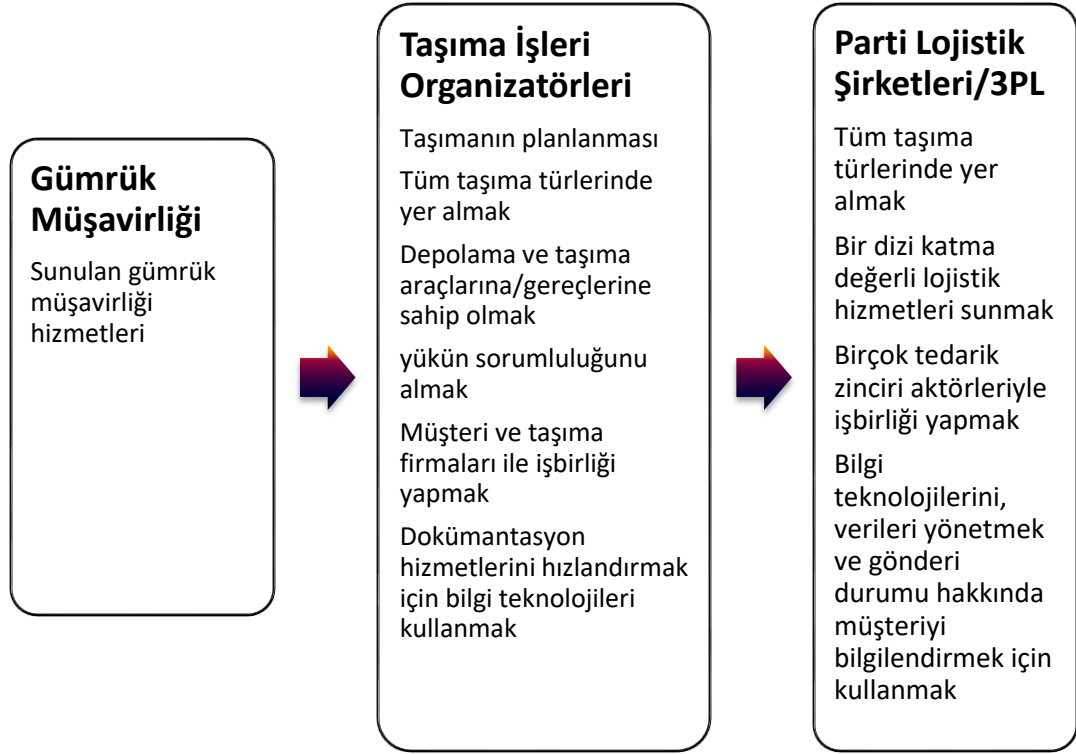 Gümrük
Müşavirliği
Sunulan gümrük
müşavirliği
hizmetleri
Taşıma İşleri
Organizatörleri
Taşımanın planlanması
Tüm taşıma türlerinde
yer almak
Depolama ve taşıma
araçlarına/gereçlerine
sahip olmak
yükün sorumluluğunu
almak
Müşteri ve taşıma
firmaları ile işbirliği
yapmak
Dokümantasyon
hizmetlerini hızlandırmak
için bilgi teknolojileri
kullanmak
Parti Lojistik
Şirketleri/3PL
Tüm taşıma
türlerinde yer
almak
Bir dizi katma
değerli lojistik
hizmetleri sunmak
Birçok tedarik
zinciri aktörleriyle
işbirliği yapmak
Bilgi
teknolojilerini,
verileri yönetmek
ve gönderi
durumu hakkında
müşteriyi
bilgilendirmek için
kullanmak